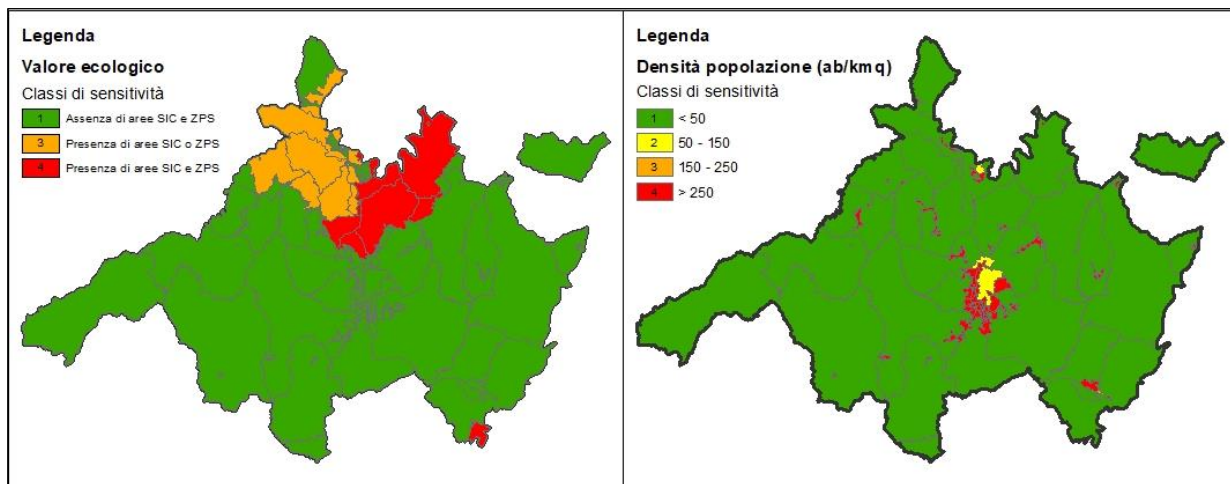 Legenda
Valore ecologico
Classi di sensitività
1 Assenza di aree SIC e ZPS
3 Presenza di aree SIC o ZPS
4 Presenza di aree SIC e ZPS
Legenda
Densità popolazione (ab/kmq)
Classi di sensitività
1 < 50
2 50 - 150
3 150 - 250
4 > 250